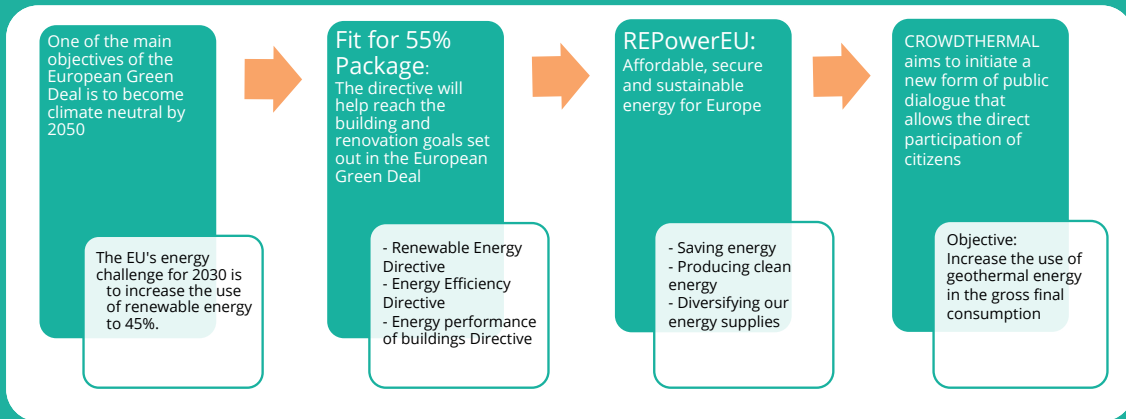 One of the main
objectives of the
European Green
Deal is to become
climate neutral by
2050
The EU's energy
challenge for 2030 is
to increase the use
of renewable energy
to 45%.
Fit for 55%
Package:
The directive will
help reach the
building and
renovation goals set
out in the European
Green Deal
- Renewable Energy
Directive
- Energy Efficiency
Directive
- Energy performance
of buildings Directive
REPowerEU:
Affordable, secure
and sustainable
energy for Europe
- Saving energy
- Producing clean
energy
- Diversifying our
energy supplies
CROWDTHERMAL
aims to initiate a
new form of public
dialogue that
allows the direct
participation of
citizens
Objective:
Increase the use of
geothermal energy
in the gross final
consumption